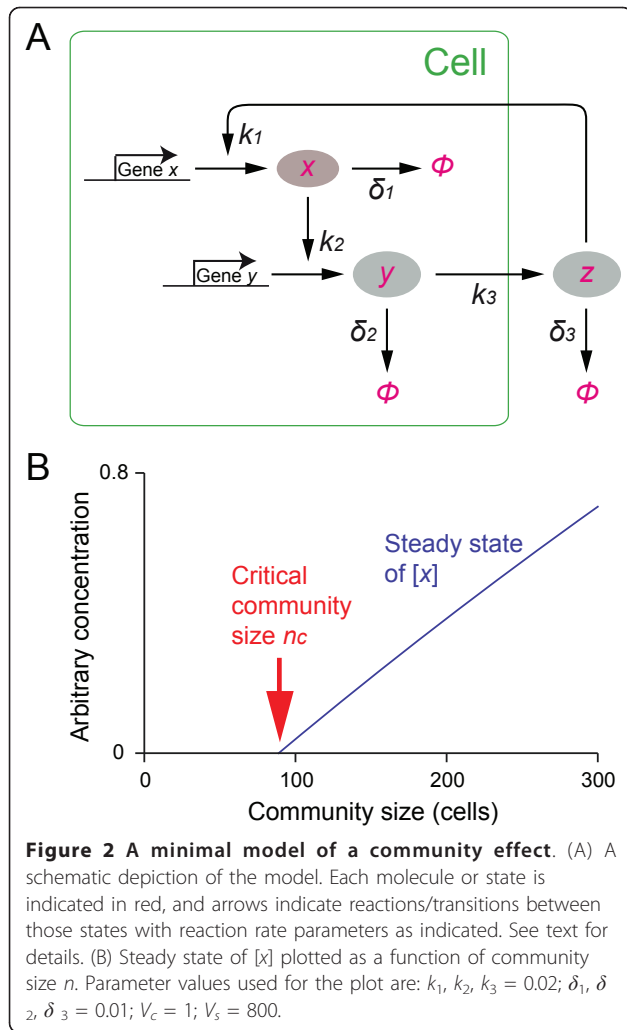 A
Cell
k1
Gene x
x
δ1
Φ
k2
Gene y
y
k3
z
δ2
δ3
Φ
Φ
B
0.8
Arbitrary concentration
Steady state
of [x]
Critical
community
size nc
0
0
100
200
300
Community size (cells)
Figure 2 A minimal model of a community effect. (A) A
schematic depiction of the model. Each molecule or state is
indicated in red, and arrows indicate reactions/transitions between
those states with reaction rate parameters as indicated. See text for
details. (B) Steady state of [x] plotted as a function of community
size n. Parameter values used for the plot are: k1, k2, k3 = 0.02; δ1, δ
2, δ 3 = 0.01; Vc = 1; Vs = 800.